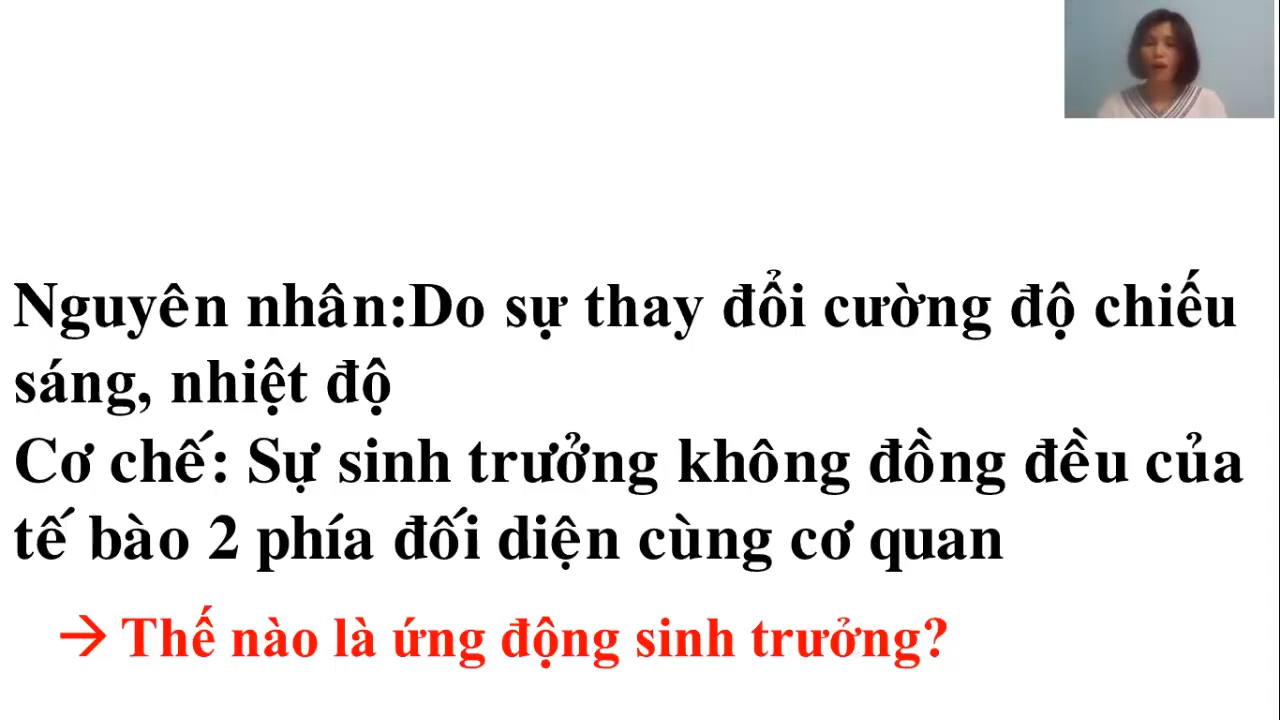 Nguyên nhân:Do sự thay đổi cường độ chiếu
sáng, nhiệt độ
Cơ chế: Sự sinh trưởng không đồng đều của
tế bào 2 phía đối diện cùng cơ quan
→ Thế nào là ứng động sinh trưởng?